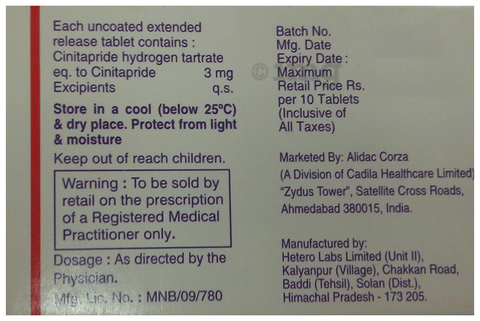 Each uncoated extended
release tablet contains :
Cinitapride hydrogen tartrate
eq. to Cinitapride 3 mg
Excipients q.s.
Store in a cool (below 25ºC)
& dry place. Protect from light
& moisture
Keep out of reach children.
Warning : To be sold by
retail on the prescription
of a Registered Medical
Practitioner only.
Dosage : As directed by the
Physician.
Mfg. Lic. No. : MNB/09/780
Batch No.
Mfg. Date
Expiry Date :
Maximum
Retail Price Rs.
per 10 Tablets
(Inclusive of
All Taxes)
Marketed By: Alidac Corza
(A Division of Cadila Healthcare Limited)
"Zydus Tower", Satellite Cross Roads,
Ahmedabad 380015, India.
Manufactured by:
Hetero Labs Limited (Unit II),
Kalyanpur (Village), Chakkan Road,
Baddi (Tehsil), Solan (Dist.),
Himachal Pradesh - 173 205.